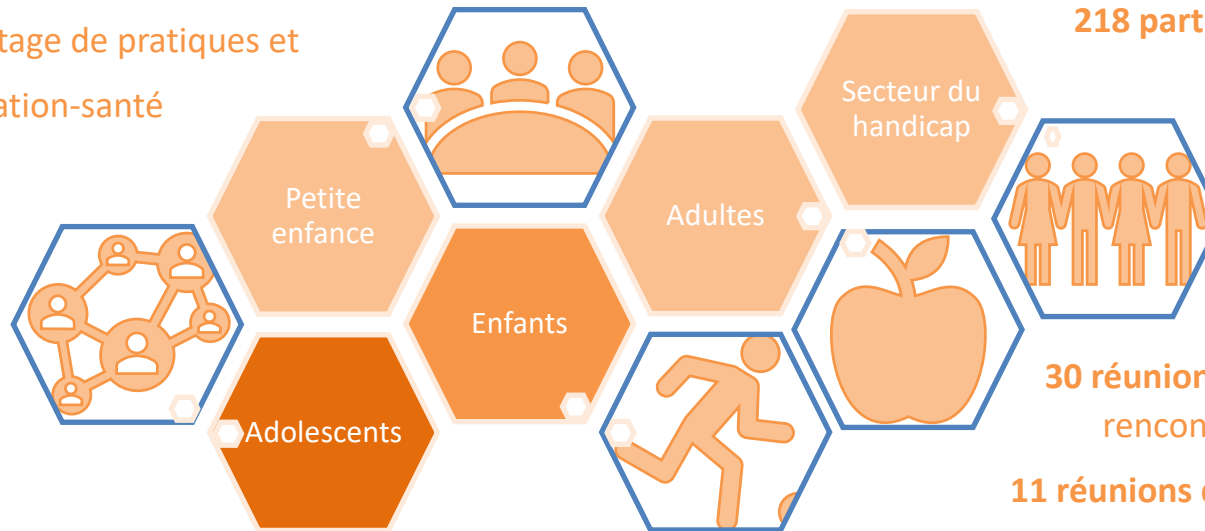 tage de pratiques et
ation-santé
218 part
Secteur du
handicap
Petite
enfance
Adultes
Enfants
Adolescents
30 réunion
rencon
11 réunions